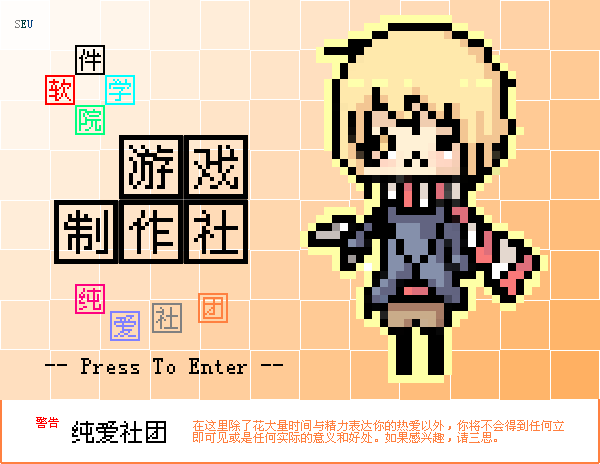 SEU
软件学院
游戏
制作社
纯爱社团
-- Press To Enter --
警告
纯爱社团
在这里除了花大量时间与精力表达你的热爱以外，你将不会得到任何立
即可见或是任何实际的意义和好处。如果感兴趣，请三思。